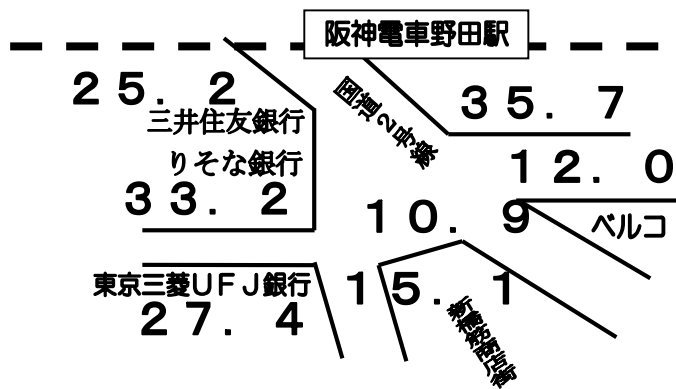 阪神電車野田駅
25.2
国道2号線
35.7
三井住友銀行
りそな銀行
12.0
33.2
10.9
ベルコ
東京三菱UFJ銀行
15.1
27.4
新橋筋商店街